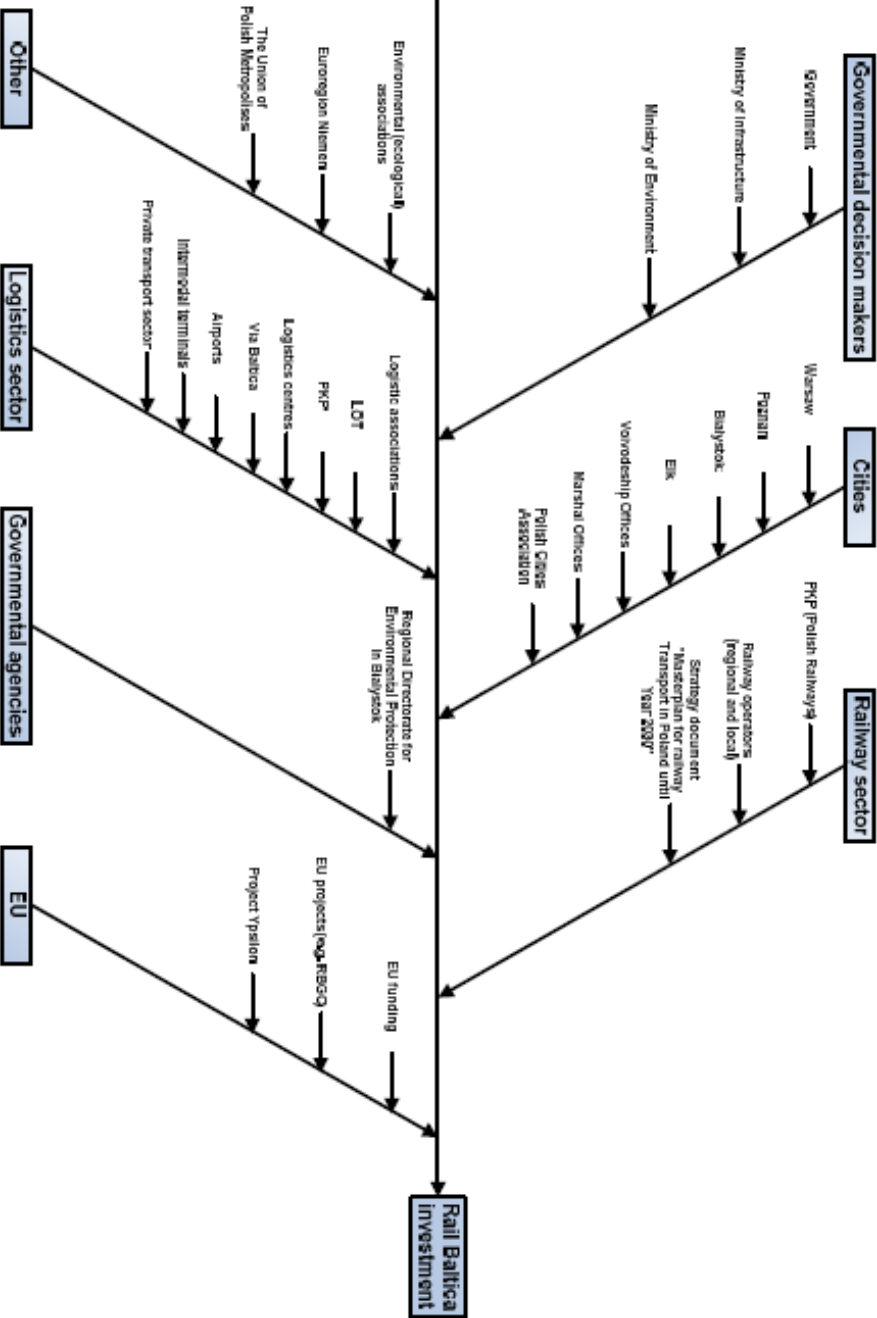 Governmental decision makers
Cities
Railway sector
Government
Ministry of Infrastructure
Ministry of Environment
Warsaw
Poznan
Bialystok
Elk
Voivodeship Offices
Marshal Offices
Polish Cities
Association
PKP (Polish Railways)
Railway operators
(regional and local)
Strategy document
"Masterplan for railway
Transport in Poland until
Year 2030"
Rail Baltica
investment
Environmental (ecological)
associations
Euroregion Niemen
The Union of
Polish Metropolises
Logistic associations
LOT
PKP
Logistics centres
Via Baltica
Airports
Intermodal terminals
Private transport sector
Regional Directorate for
Environmental Protection
in Bialystok
EU funding
EU projects (e.g. RBGC)
Project Ypsilon
Other
Logistics sector
Governmental agencies
EU